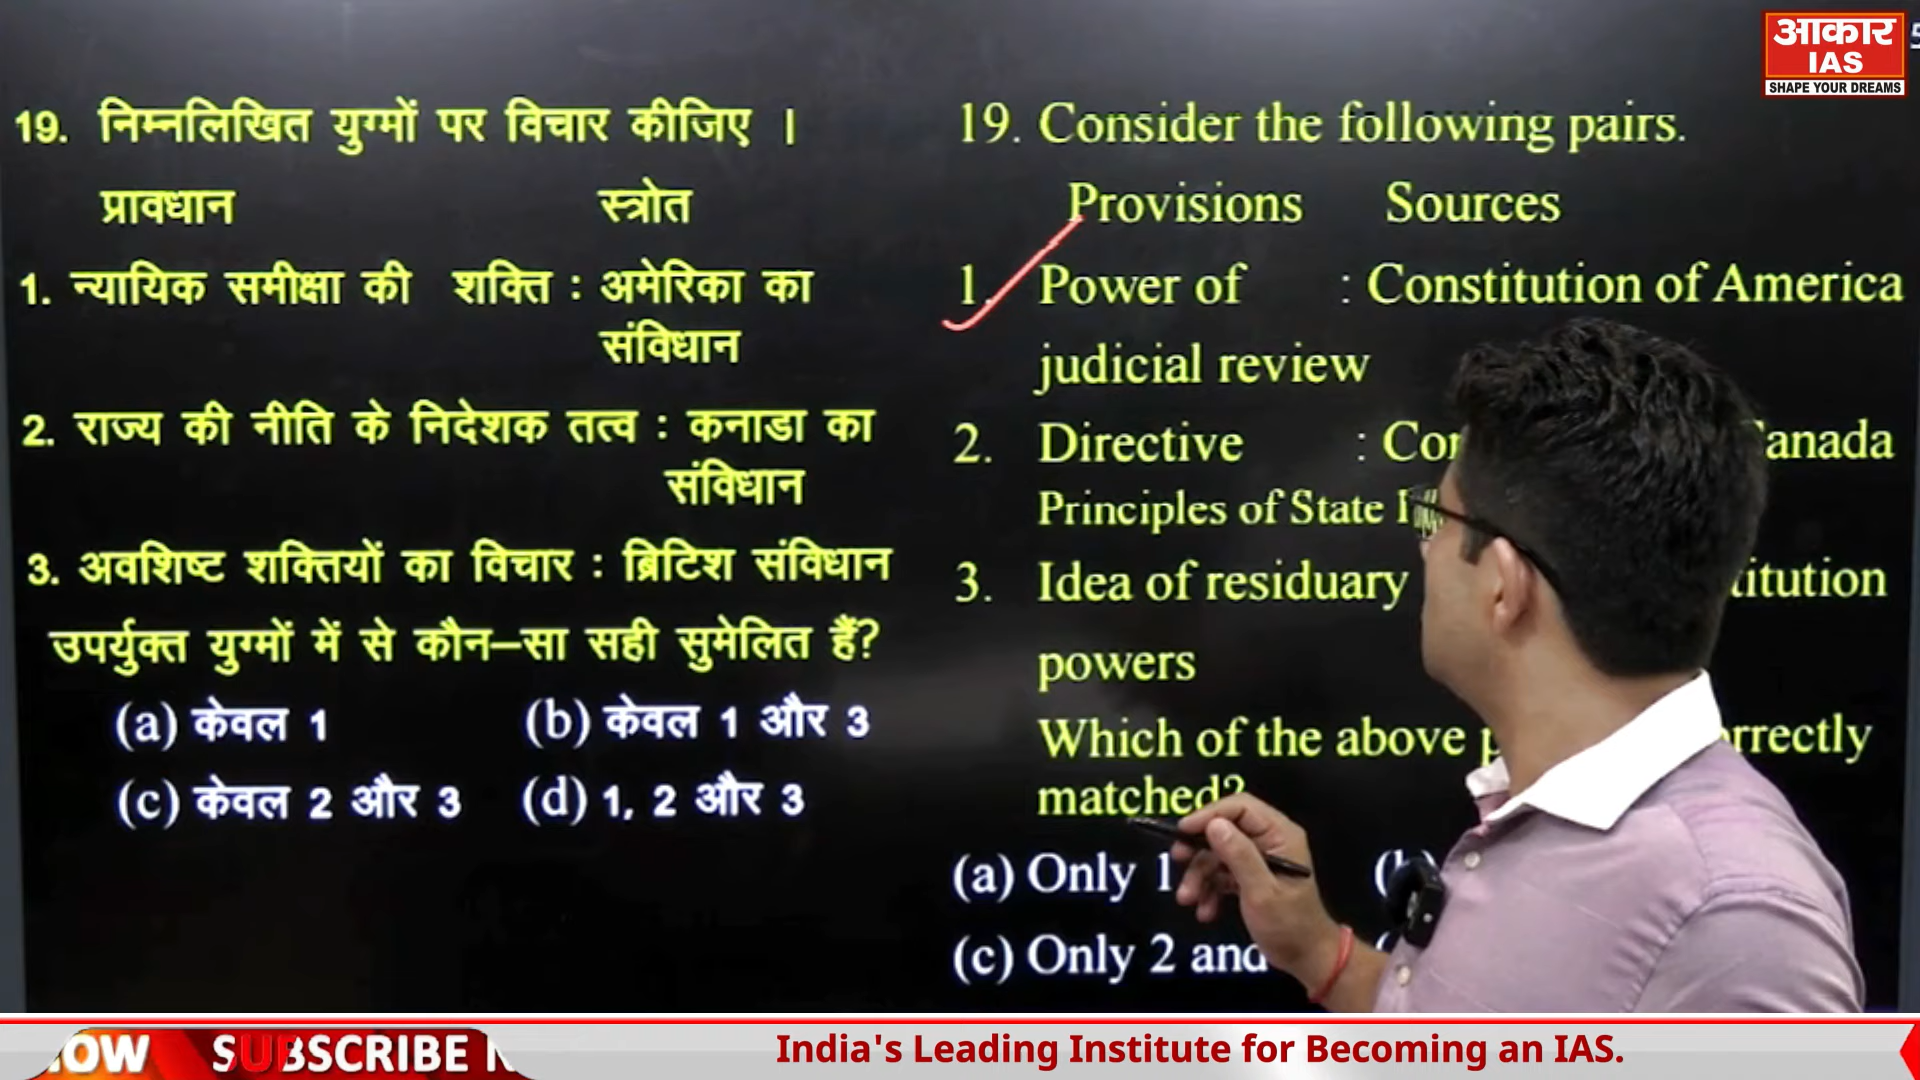 आकार
IAS
SHAPE YOUR DREAMS
19. निम्नलिखित युग्मों पर विचार कीजिए ।
प्रावधान स्त्रोत
1. न्यायिक समीक्षा की शक्ति : अमेरिका का
संविधान
2. राज्य की नीति के निदेशक तत्व : कनाडा का
संविधान
3. अवशिष्ट शक्तियों का विचार : ब्रिटिश संविधान
उपर्युक्त युग्मों में से कौन–सा सही सुमेलित हैं?
(a) केवल 1 (b) केवल 1 और 3
(c) केवल 2 और 3 (d) 1, 2 और 3
19. Consider the following pairs.
Provisions Sources
1. Power of : Constitution of America
judicial review
2. Directive : Canada
Principles of State
3. Idea of residuary
powers
Which of the above
matched?
(a) Only 1
(c) Only 2 and
SUBSCRIBE
India's Leading Institute for Becoming an IAS.